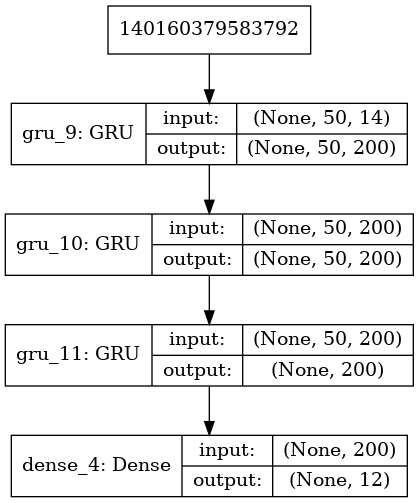 140160379583792
gru_9: GRU
input:
(None, 50, 14)
output:
(None, 50, 200)
gru_10: GRU
input:
(None, 50, 200)
output:
(None, 50, 200)
gru_11: GRU
input:
(None, 50, 200)
output:
(None, 200)
dense_4: Dense
input:
(None, 200)
output:
(None, 12)